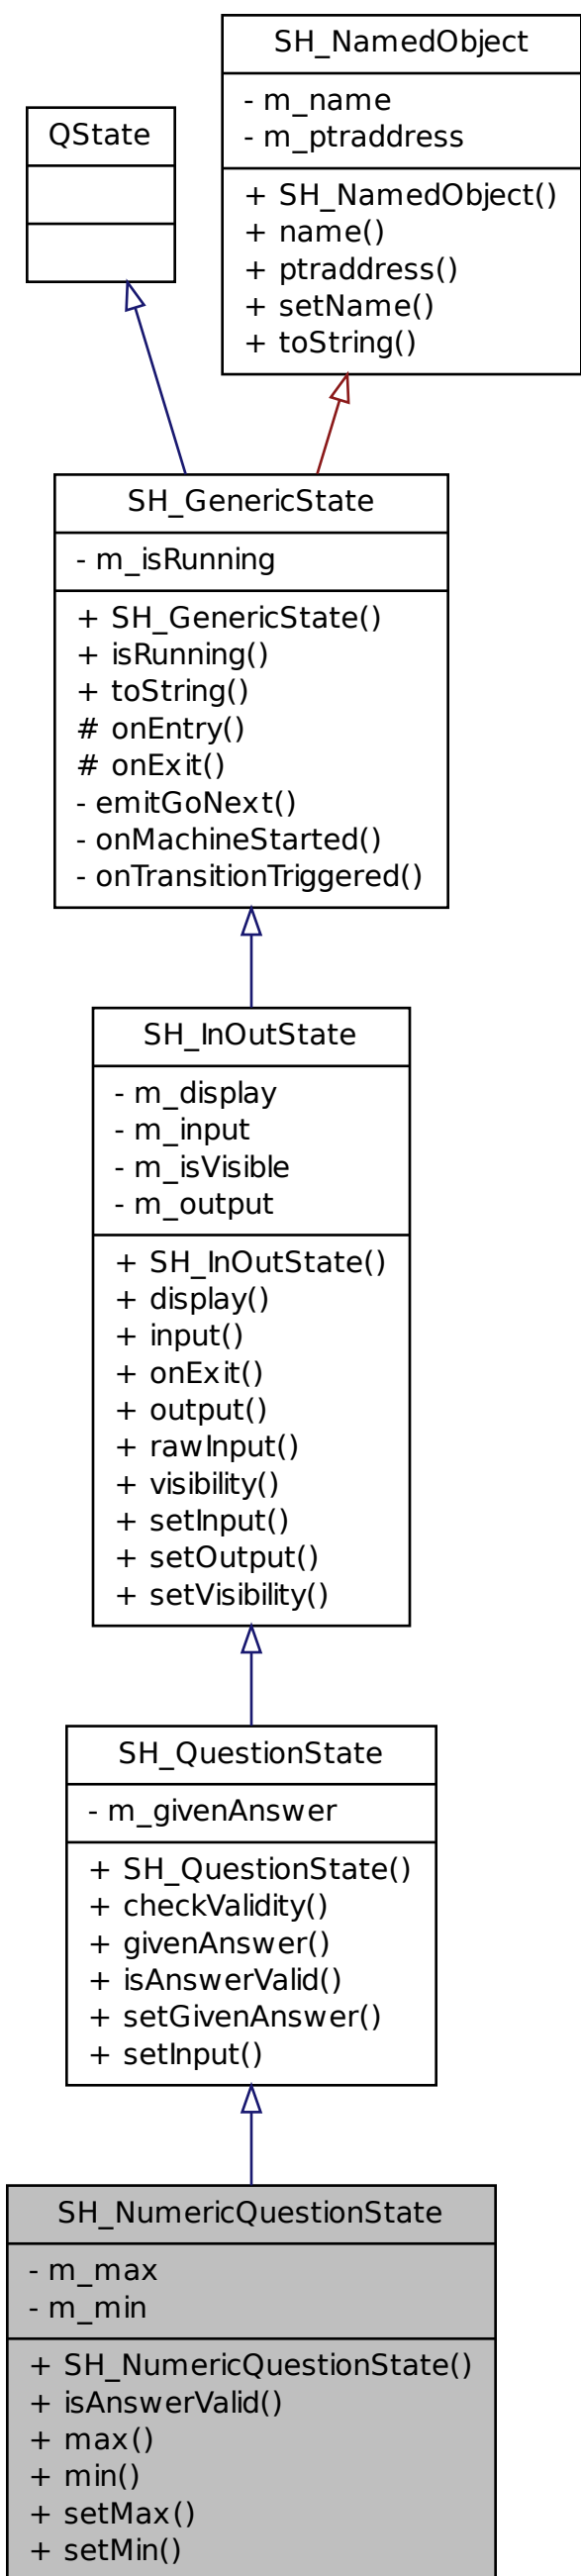 SH_NamedObject
- m_name
- m_ptraddress
+ SH_NamedObject()
+ name()
+ ptraddress()
+ setName()
+ toString()
QState
SH_GenericState
- m_isRunning
+ SH_GenericState()
+ isRunning()
+ toString()
# onEntry()
# onExit()
- emitGoNext()
- onMachineStarted()
- onTransitionTriggered()
SH_InOutState
- m_display
- m_input
- m_isVisible
- m_output
+ SH_InOutState()
+ display()
+ input()
+ onExit()
+ output()
+ rawInput()
+ visibility()
+ setInput()
+ setOutput()
+ setVisibility()
SH_QuestionState
- m_givenAnswer
+ SH_QuestionState()
+ checkValidity()
+ givenAnswer()
+ isAnswerValid()
+ setGivenAnswer()
+ setInput()
SH_NumericQuestionState
- m_max
- m_min
+ SH_NumericQuestionState()
+ isAnswerValid()
+ max()
+ min()
+ setMax()
+ setMin()